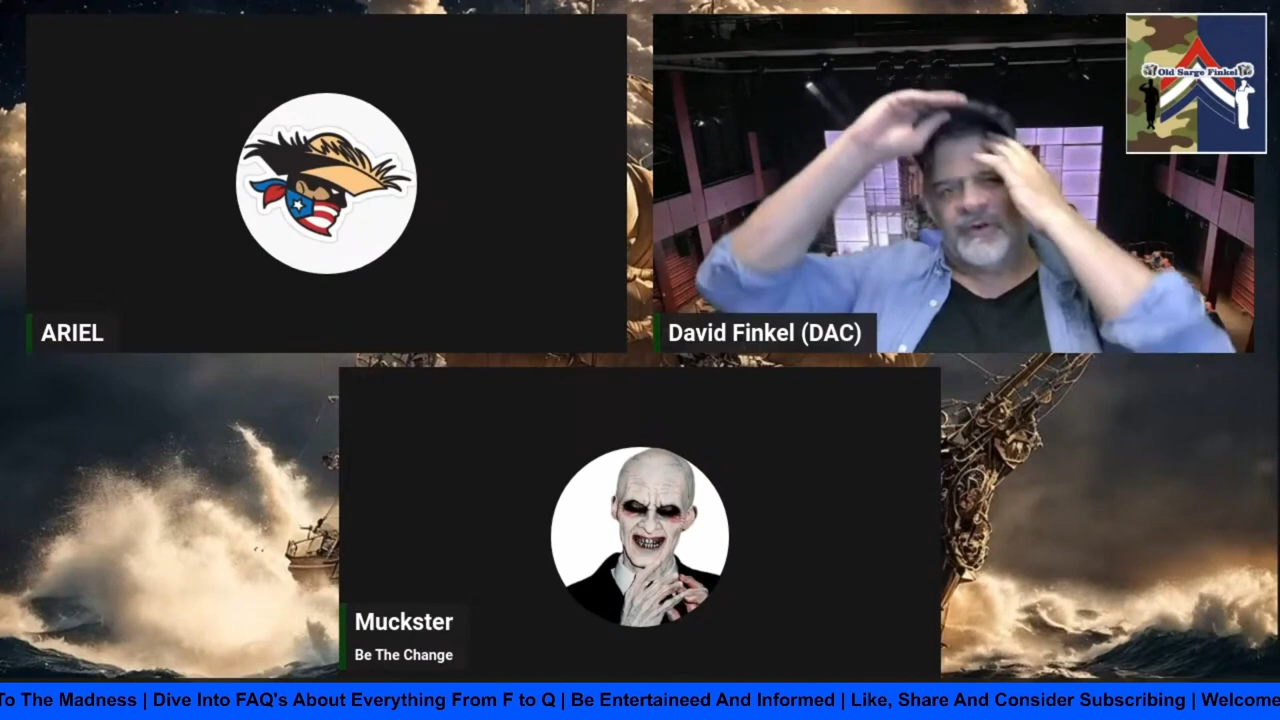 Old Sarge Finkel
ARIEL
David Finkel (DAC)
Muckster
Be The Change
To The Madness | Dive Into FAQ's About Everything From F to Q | Be Entertaineed And Informed | Like, Share And Consider Subscribing | Welcome